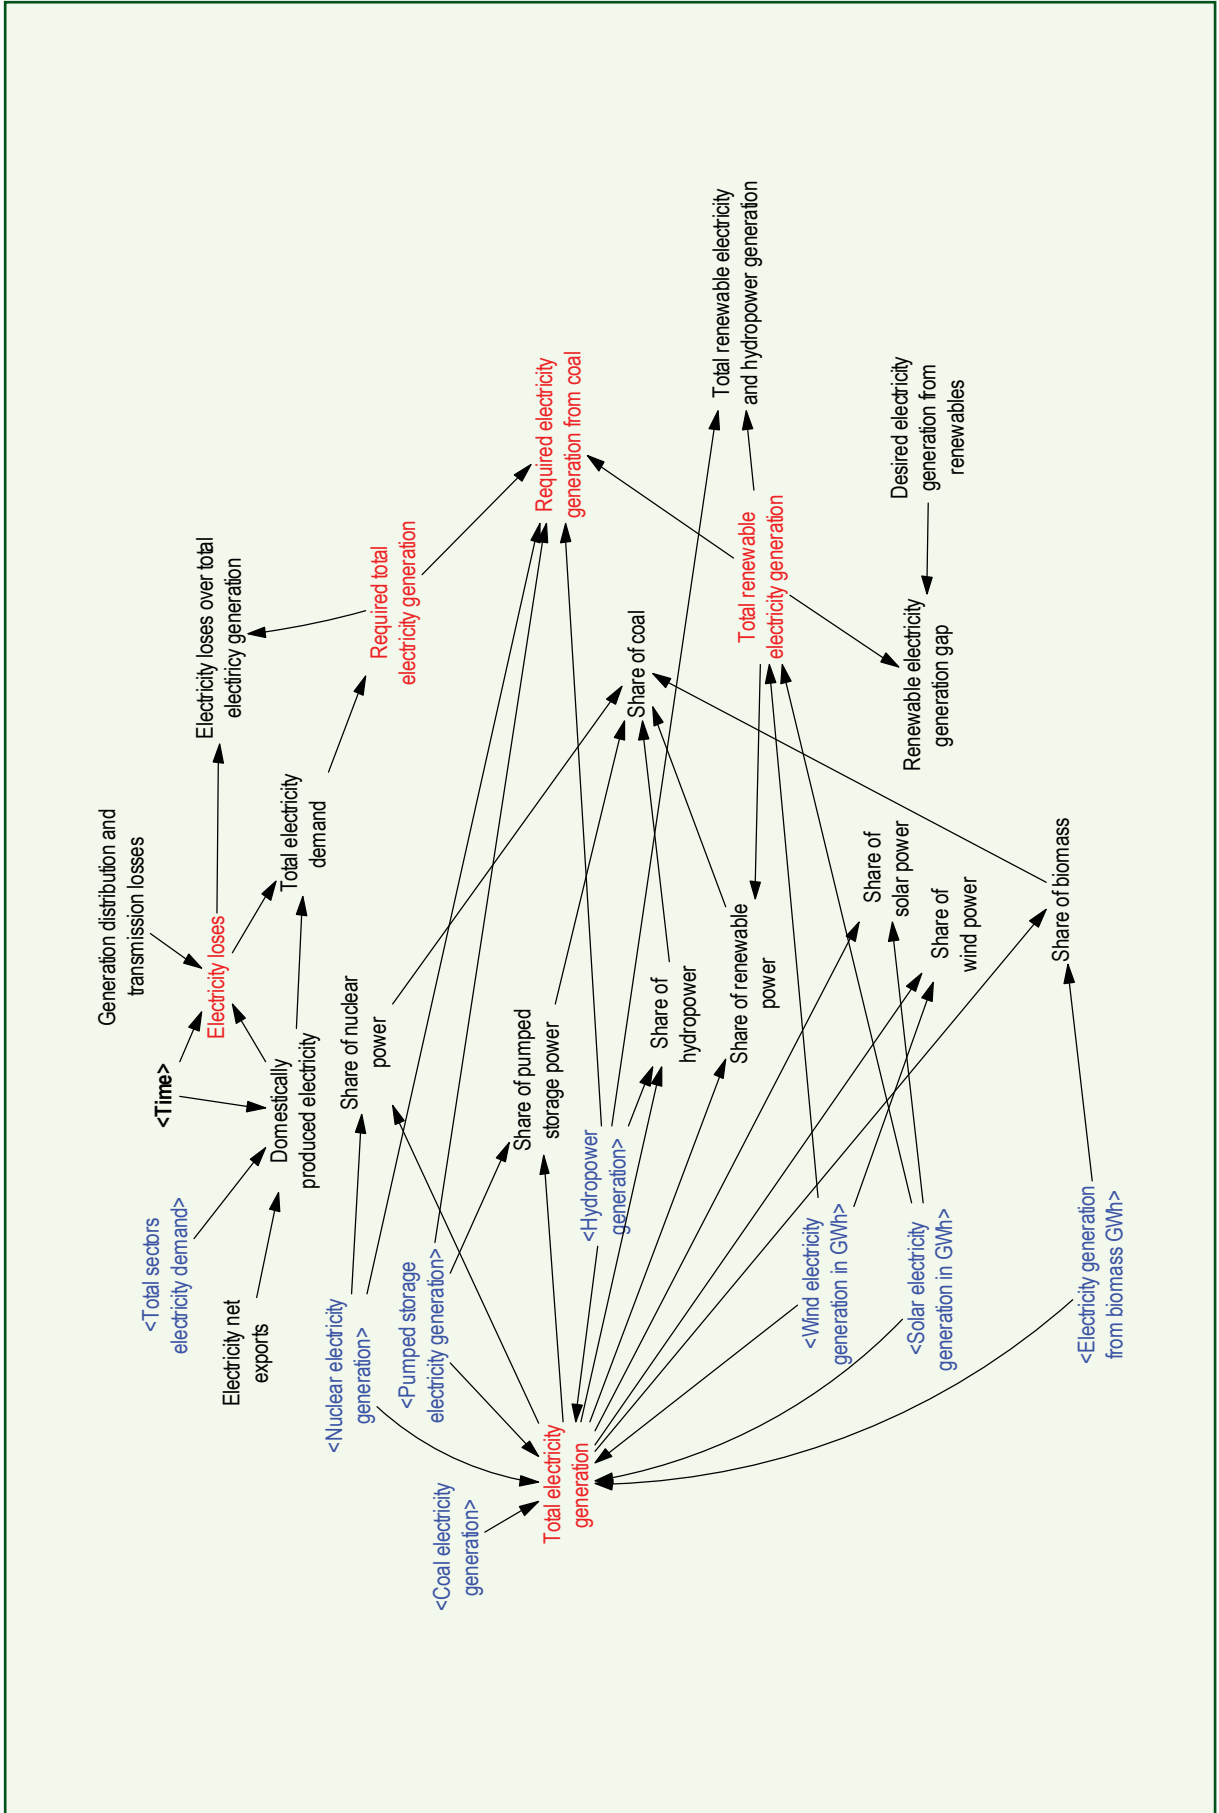 Generation distribution and
transmission losses
<Time>
<Total sectors
electricity demand>
Electricity loses
Electricity loses over total
electricy generation
Electricity net
exports
Domestically
produced electricity
Total electricity
demand
Required total
electricity generation
<Nuclear electricity
generation>
Share of nuclear
power
<Pumped storage
electricity generation>
<Coal electricity
generation>
Share of pumped
storage power
Required electricity
generation from coal
Total electricity
generation
<Hydropower
generation>
Share of coal
Share of
hydropower
Total renewable electricity
and hydropower generation
Share of renewable
power
Total renewable
electricity generation
<Wind electricity
generation in GWh>
Share of
solar power
Desired electricity
generation from
renewables
<Solar electricity
generation in GWh>
Renewable electricity
generation gap
Share of
wind power
Share of biomass
<Electricity generation
from biomass GWh>